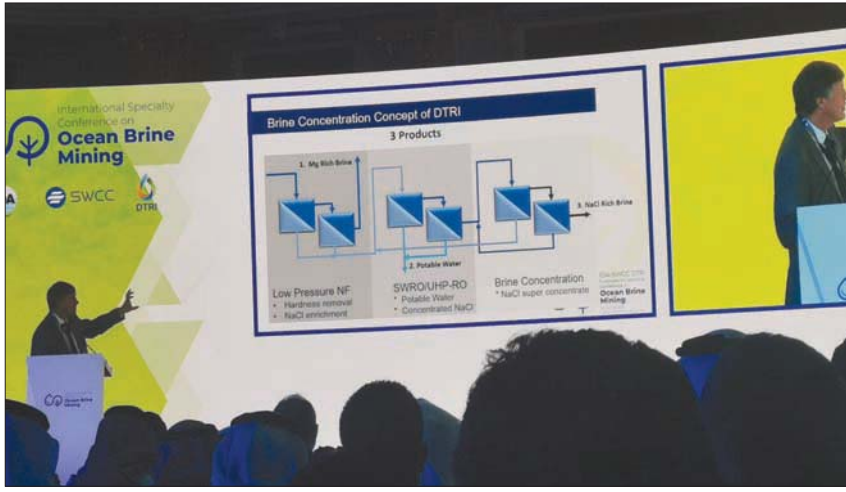 International Specialty
Conference on
Ocean Brine
Mining
A
SWCC
DTRI
Brine Concentration Concept of DTRI
3 Products
1. Mg Rich Brine
3. NaCl Rich Brine
2. Potable Water
Low Pressure NF
• Hardness removal
• NaCl enrichment
SWRO/UHP-RO
* Potable Water
* Concentrated NaCl
Brine Concentration
* NaCl super concentrate
Ocean Brine
Mining
Ocean Brine
Mining